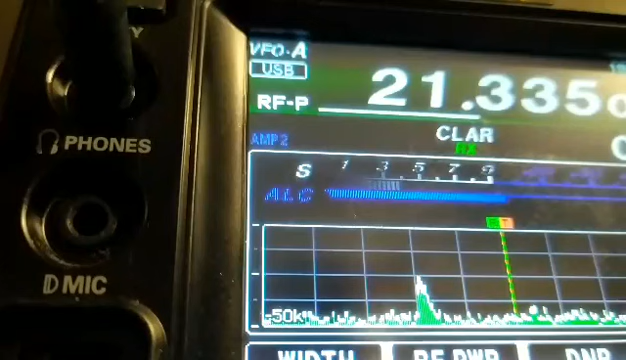 VFO-A
USB
21.335
RF-P
PHONES
AMP2
CLAR
RX
S 1 3 5 7 9
ALC
D MIC
-50k
WIDTH
RF PWR
DNR